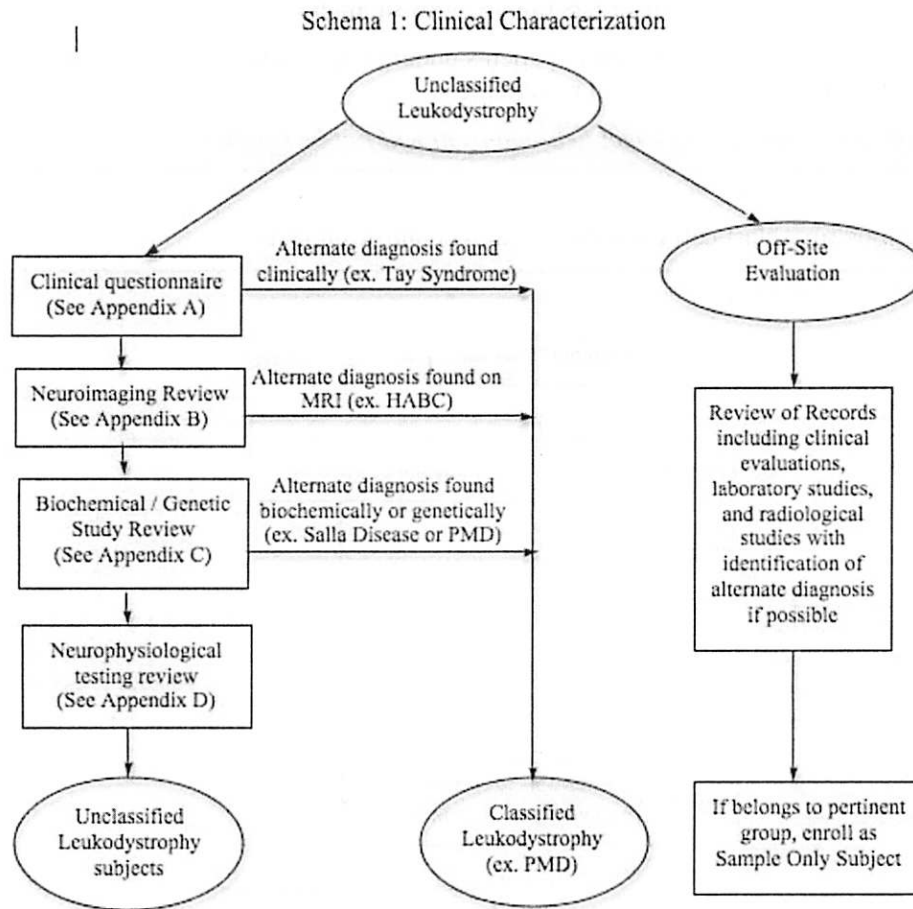 Schema 1: Clinical Characterization
Unclassified
Leukodystrophy
Alternate diagnosis found
clinically (ex. Tay Syndrome)
Off-Site
Evaluation
Clinical questionnaire
(See Appendix A)
Neuroimaging Review
(See Appendix B)
Alternate diagnosis found on
MRI (ex. HABC)
Review of Records
including clinical
evaluations,
laboratory studies,
and radiological
studies with
identification of
alternate diagnosis
if possible
Biochemical / Genetic
Study Review
(See Appendix C)
Alternate diagnosis found
biochemically or genetically
(ex. Salla Disease or PMD)
Neurophysiological
testing review
(See Appendix D)
Unclassified
Leukodystrophy
subjects
Classified
Leukodystrophy
(ex. PMD)
If belongs to pertinent
group, enroll as
Sample Only Subject